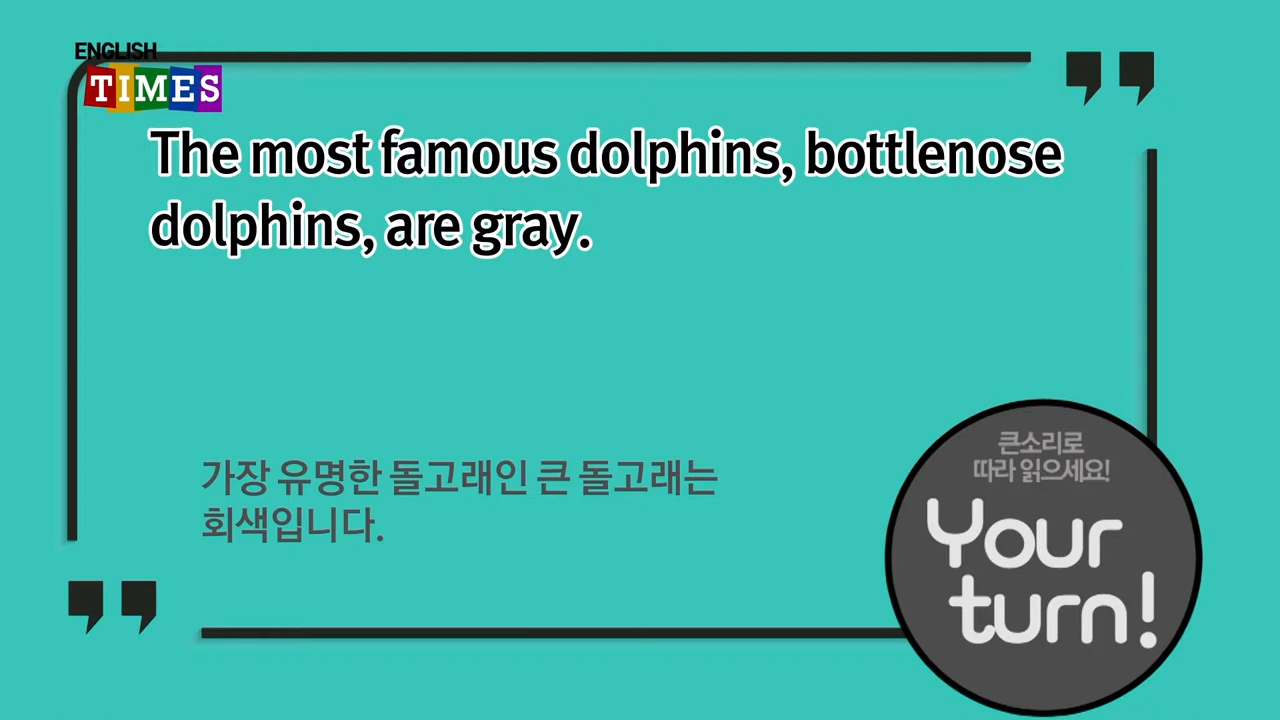 ENGLISH
TIMES
The most famous dolphins, bottlenose
dolphins, are gray.
가장 유명한 돌고래인 큰 돌고래는
회색입니다.
큰소리로
따라 읽으세요!
Your
turn!